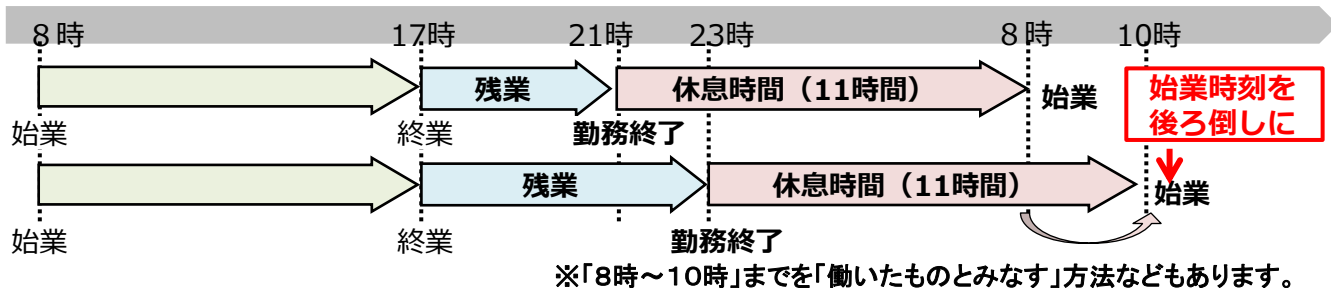 8時 17時 21時 23時 8時 10時
残業 休息時間（11時間） 始業
始業時刻を
後ろ倒しに
始業 終業 勤務終了
残業 休息時間（11時間） 始業
始業 終業 勤務終了
※「8時～10時」までを「働いたものとみなす」方法などもあります。